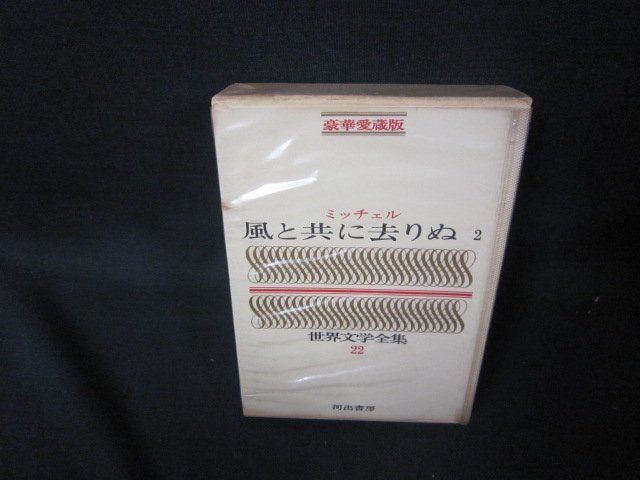 豪華愛蔵版
ミッチェル
風と共に去りぬ 2
世界文学全集
22
河出書房